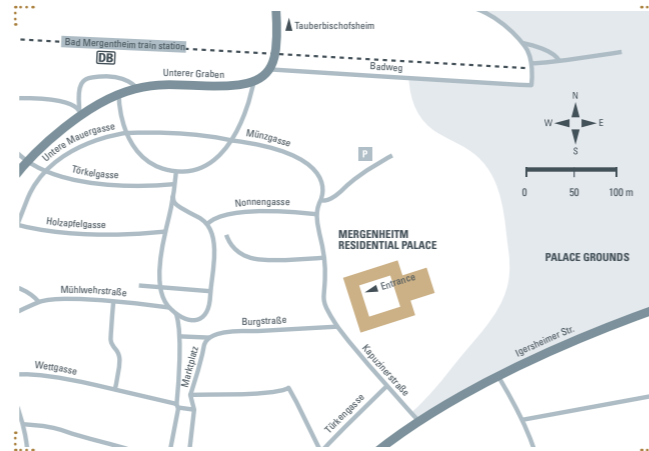 Tauberbischofsheim
Bad Mergentheim train station
DB
Unterer Graben
Badweg
N
W
E
S
0 50 100 m
Untere Mauergasse
Münzgasse
P
Törkelgasse
Nonnengasse
Holzapfelgasse
MERGENHEITM
RESIDENTIAL PALACE
PALACE GROUNDS
Entrance
Mühlwehrstraße
Burgstraße
Igersheimer Str.
Marktplatz
Kapuzinerstraße
Wettgasse
Türkengasse